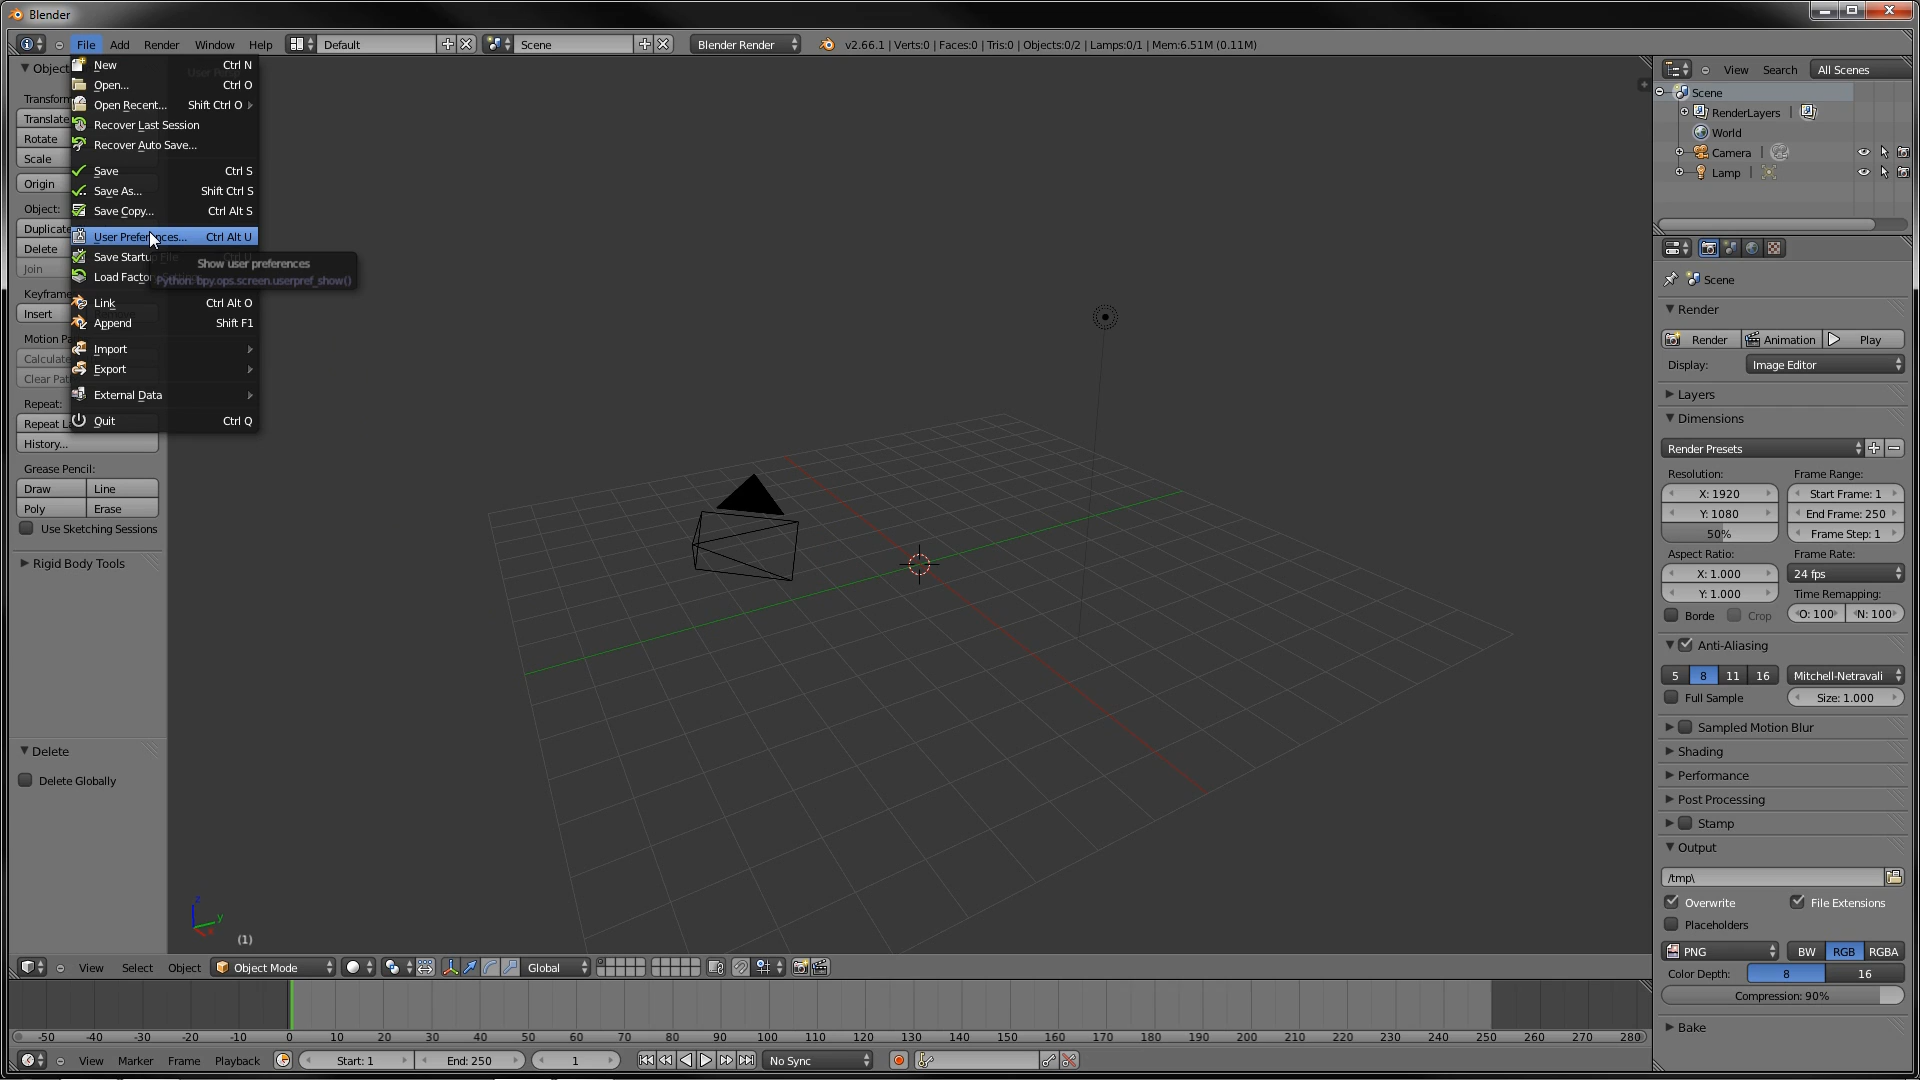 Blender
File Add Render Window Help Default Scene Blender Render v2.66.1 | Verts:0 | Faces:0 | Tris:0 | Objects:0/2 | Lamps:0/1 | Mem:6.51M (0.11M)
New Ctrl N
Open... Ctrl O
Open Recent... Shift Ctrl O
Recover Last Session
Recover Auto Save...
Save Ctrl S
Save As... Shift Ctrl S
Save Copy... Ctrl Alt S
User Preferences... Ctrl Alt U
Save Startup File Ctrl U
Load Facto
Show user preferences
Python: bpy.ops.screen.userpref_show()
Link Ctrl Alt O
Append Shift F1
Import
Export
External Data
Quit Ctrl Q
Object
Transform
Translate
Rotate
Scale
Origin
Object:
Duplicate
Delete
Join
Keyframe
Insert
Motion Pa
Calculate
Clear Pat
Repeat:
Repeat La
History...
Grease Pencil:
Draw Line
Poly Erase
Use Sketching Sessions
Rigid Body Tools
Delete
Delete Globally
z
y
(1)
View Select Object Object Mode Global
-50 -40 -30 -20 -10 0 10 20 30 40 50 60 70 80 90 100 110 120 130 140 150 160 170 180 190 200 210 220 230 240 250 260 270 280
View Marker Frame Playback Start: 1 End: 250 1 No Sync
View Search All Scenes
Scene
RenderLayers |
World
Camera |
Lamp |
Scene
Render
Render Animation Play
Display: Image Editor
Layers
Dimensions
Render Presets
Resolution: Frame Range:
X: 1920 Start Frame: 1
Y: 1080 End Frame: 250
50% Frame Step: 1
Aspect Ratio: Frame Rate:
X: 1.000 24 fps
Y: 1.000 Time Remapping:
Borde Crop O: 100 N: 100
Anti-Aliasing
5 8 11 16 Mitchell-Netravali
Full Sample Size: 1.000
Sampled Motion Blur
Shading
Performance
Post Processing
Stamp
Output
/tmp\
Overwrite File Extensions
Placeholders
PNG BW RGB RGBA
Color Depth: 8 16
Compression: 90%
Bake